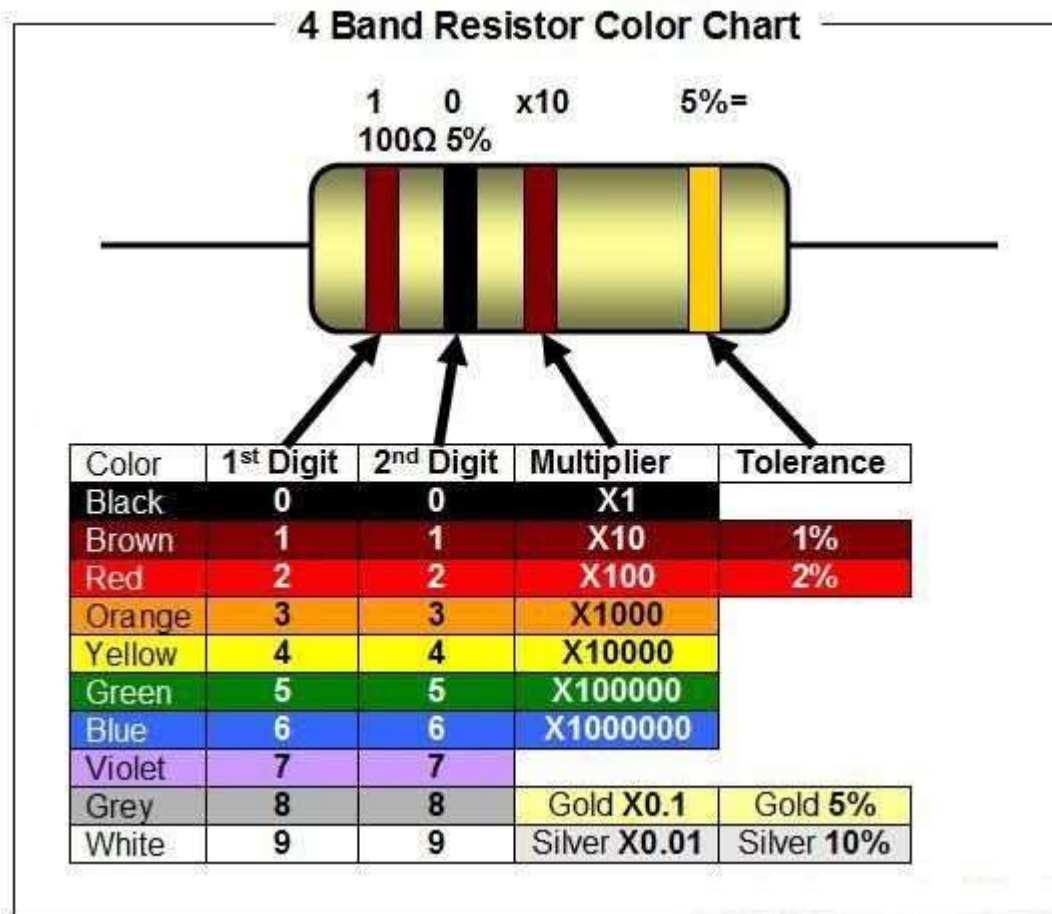 4 Band Resistor Color Chart
1 0 x10 5%=
100Ω 5%
Color 1st Digit 2nd Digit Multiplier Tolerance
Black 0 0 X1
Brown 1 1 X10 1%
Red 2 2 X100 2%
Orange 3 3 X1000
Yellow 4 4 X10000
Green 5 5 X100000
Blue 6 6 X1000000
Violet 7 7
Grey 8 8 Gold X0.1 Gold 5%
White 9 9 Silver X0.01 Silver 10%